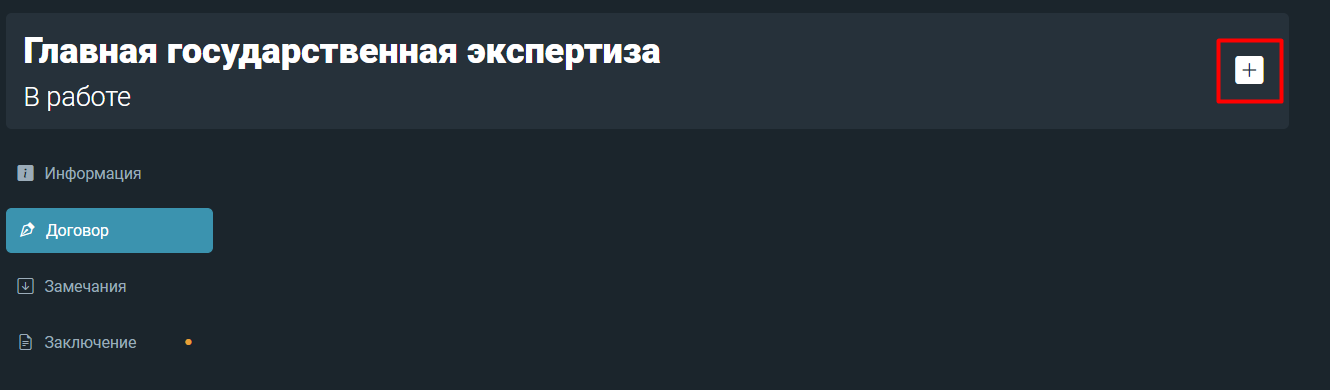 Главная государственная экспертиза
В работе
Информация
Договор
Замечания
Заключение